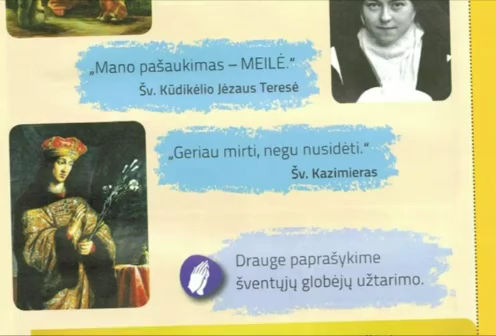 „Mano pašaukimas – MEILĖ.“
Šv. Kūdikėlio Jėzaus Teresė
„Geriau mirti, negu nusidėti.“
Šv. Kazimieras
Drauge paprašykime
šventųjų globėjų užtarimo.